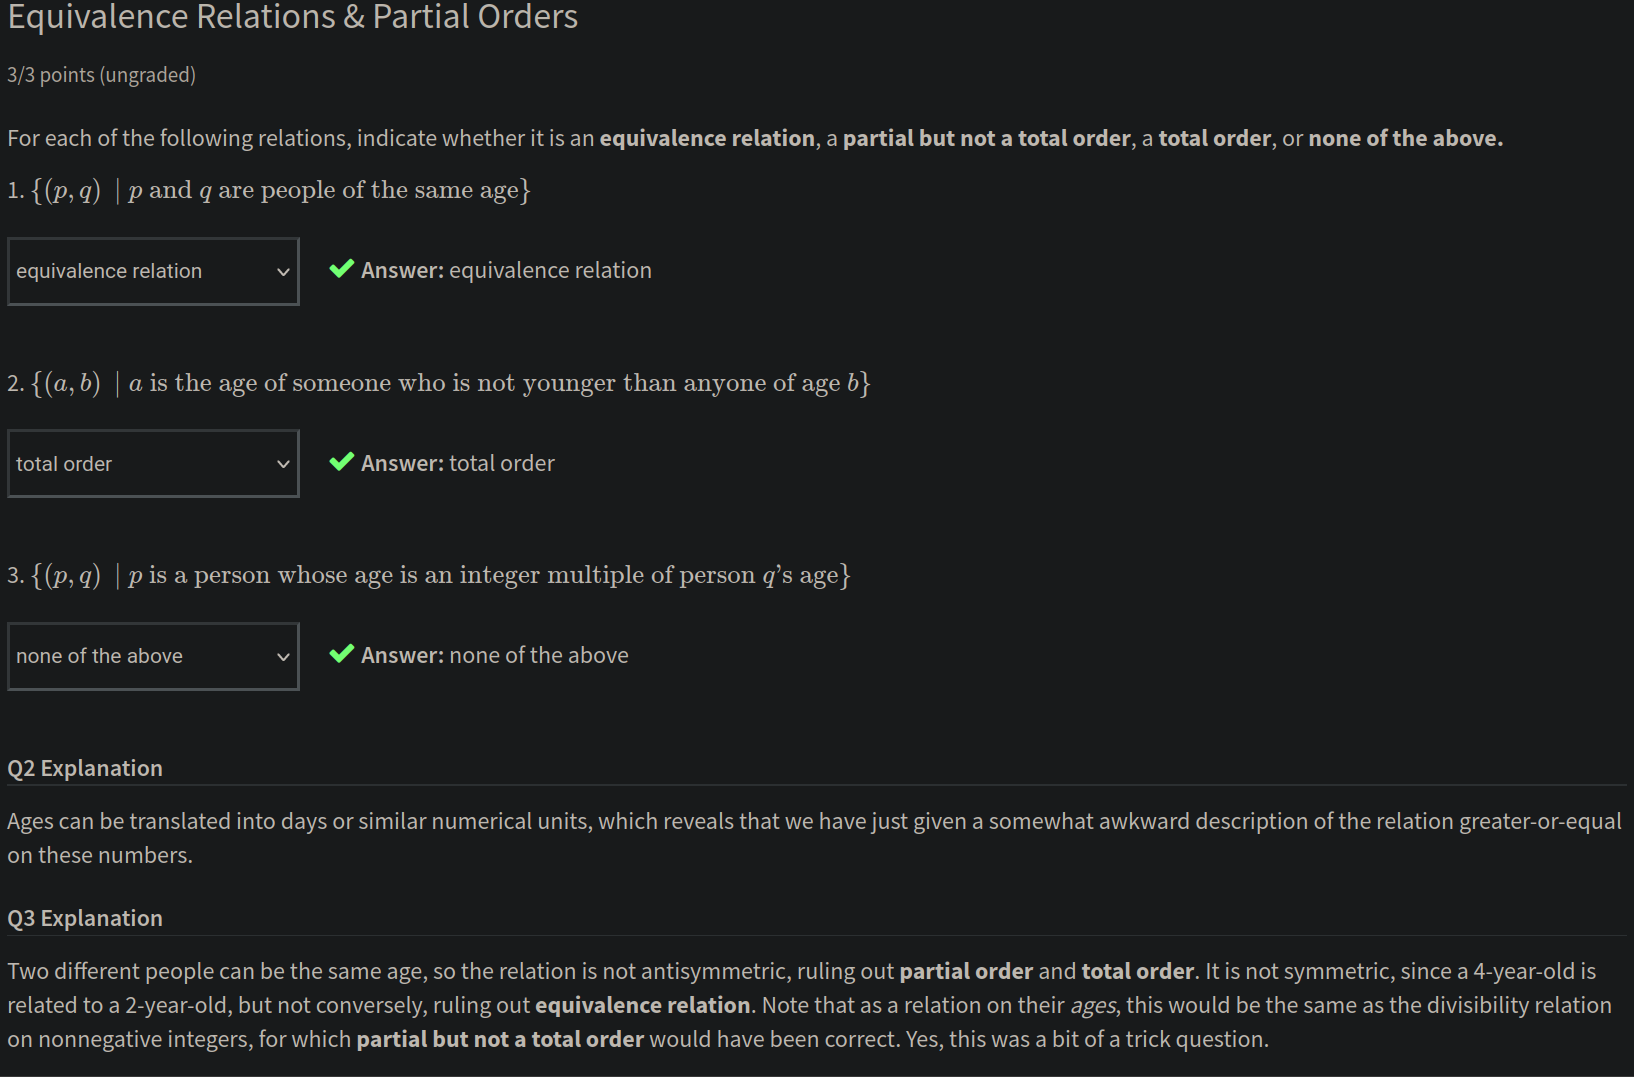 Equivalence Relations & Partial Orders
3/3 points (ungraded)
For each of the following relations, indicate whether it is an equivalence relation, a partial but not a total order, a total order, or none of the above.
1. {(p, q) | p and q are people of the same age}
equivalence relation
Answer: equivalence relation
2. {(a, b) | a is the age of someone who is not younger than anyone of age b}
total order
Answer: total order
3. {(p, q) | p is a person whose age is an integer multiple of person q’s age}
none of the above
Answer: none of the above
Q2 Explanation
Ages can be translated into days or similar numerical units, which reveals that we have just given a somewhat awkward description of the relation greater-or-equal
on these numbers.
Q3 Explanation
Two different people can be the same age, so the relation is not antisymmetric, ruling out partial order and total order. It is not symmetric, since a 4-year-old is
related to a 2-year-old, but not conversely, ruling out equivalence relation. Note that as a relation on their ages, this would be the same as the divisibility relation
on nonnegative integers, for which partial but not a total order would have been correct. Yes, this was a bit of a trick question.